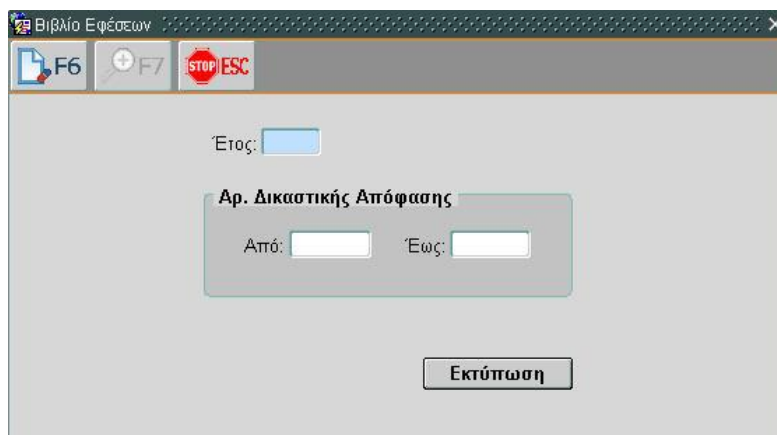 Βιβλίο Εφέσεων
F6 F7 STOP ESC
Έτος:
Αρ. Δικαστικής Απόφασης
Από: Έως:
Εκτύπωση